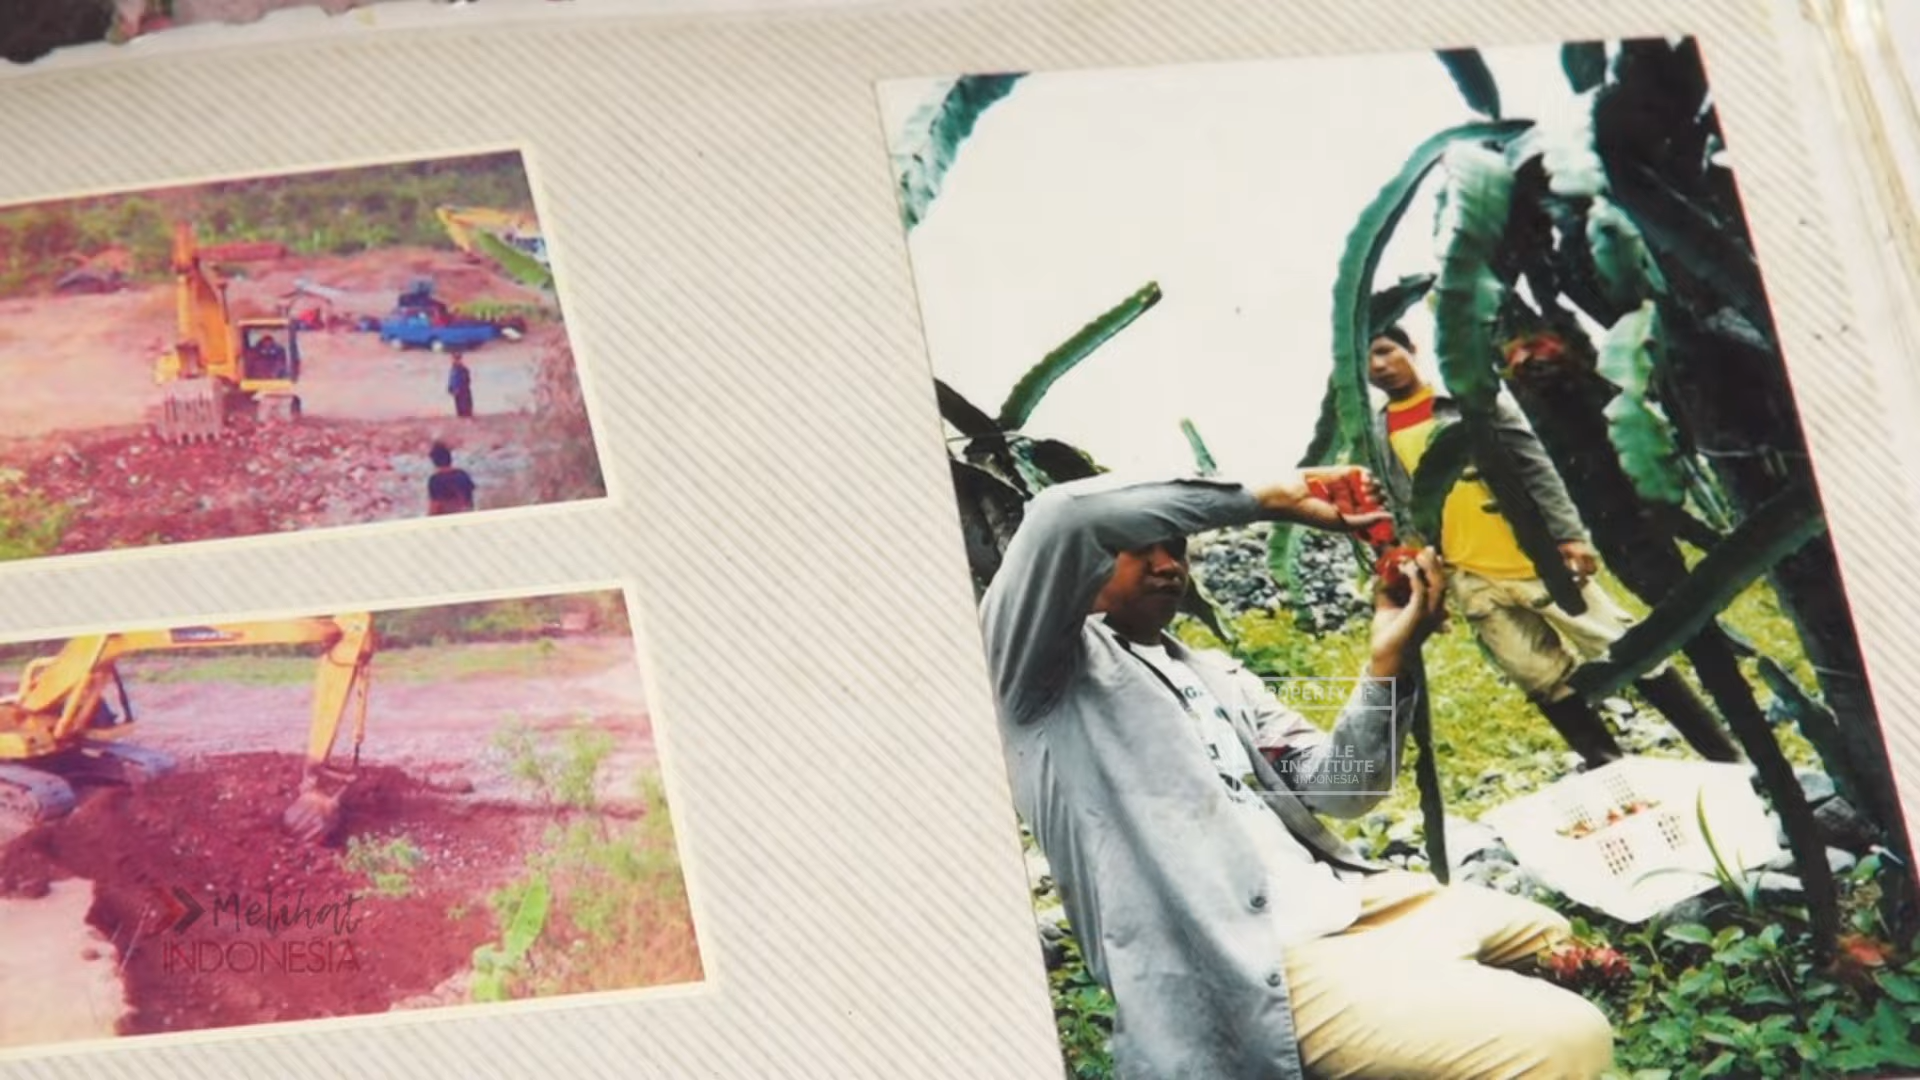 PROPERTY OF
INSTITUTE
INDONESIA
Melihat
INDONESIA